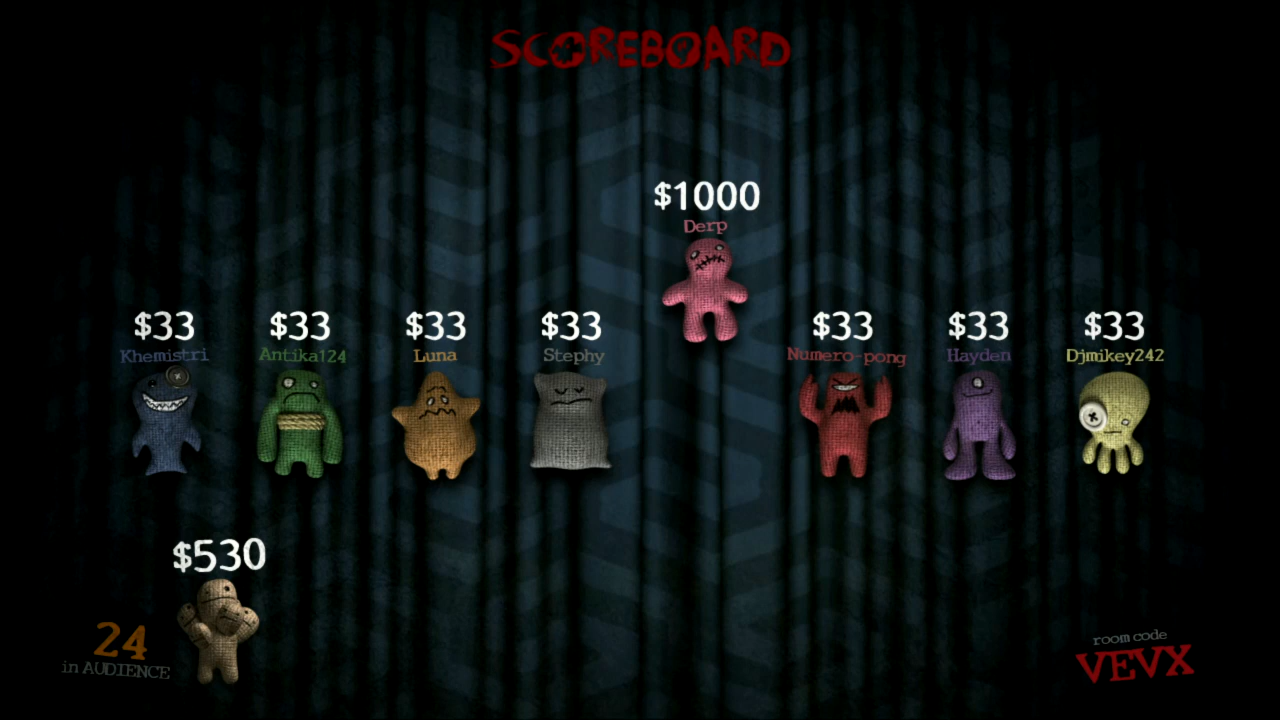 SCOREBOARD
$1000
Derp
$33 $33 $33 $33 $33 $33 $33
Khemistri Antika124 Luna Stephy Numero-pong Hayden Djmikey242
$530
24
in AUDIENCE
room code
VEVX